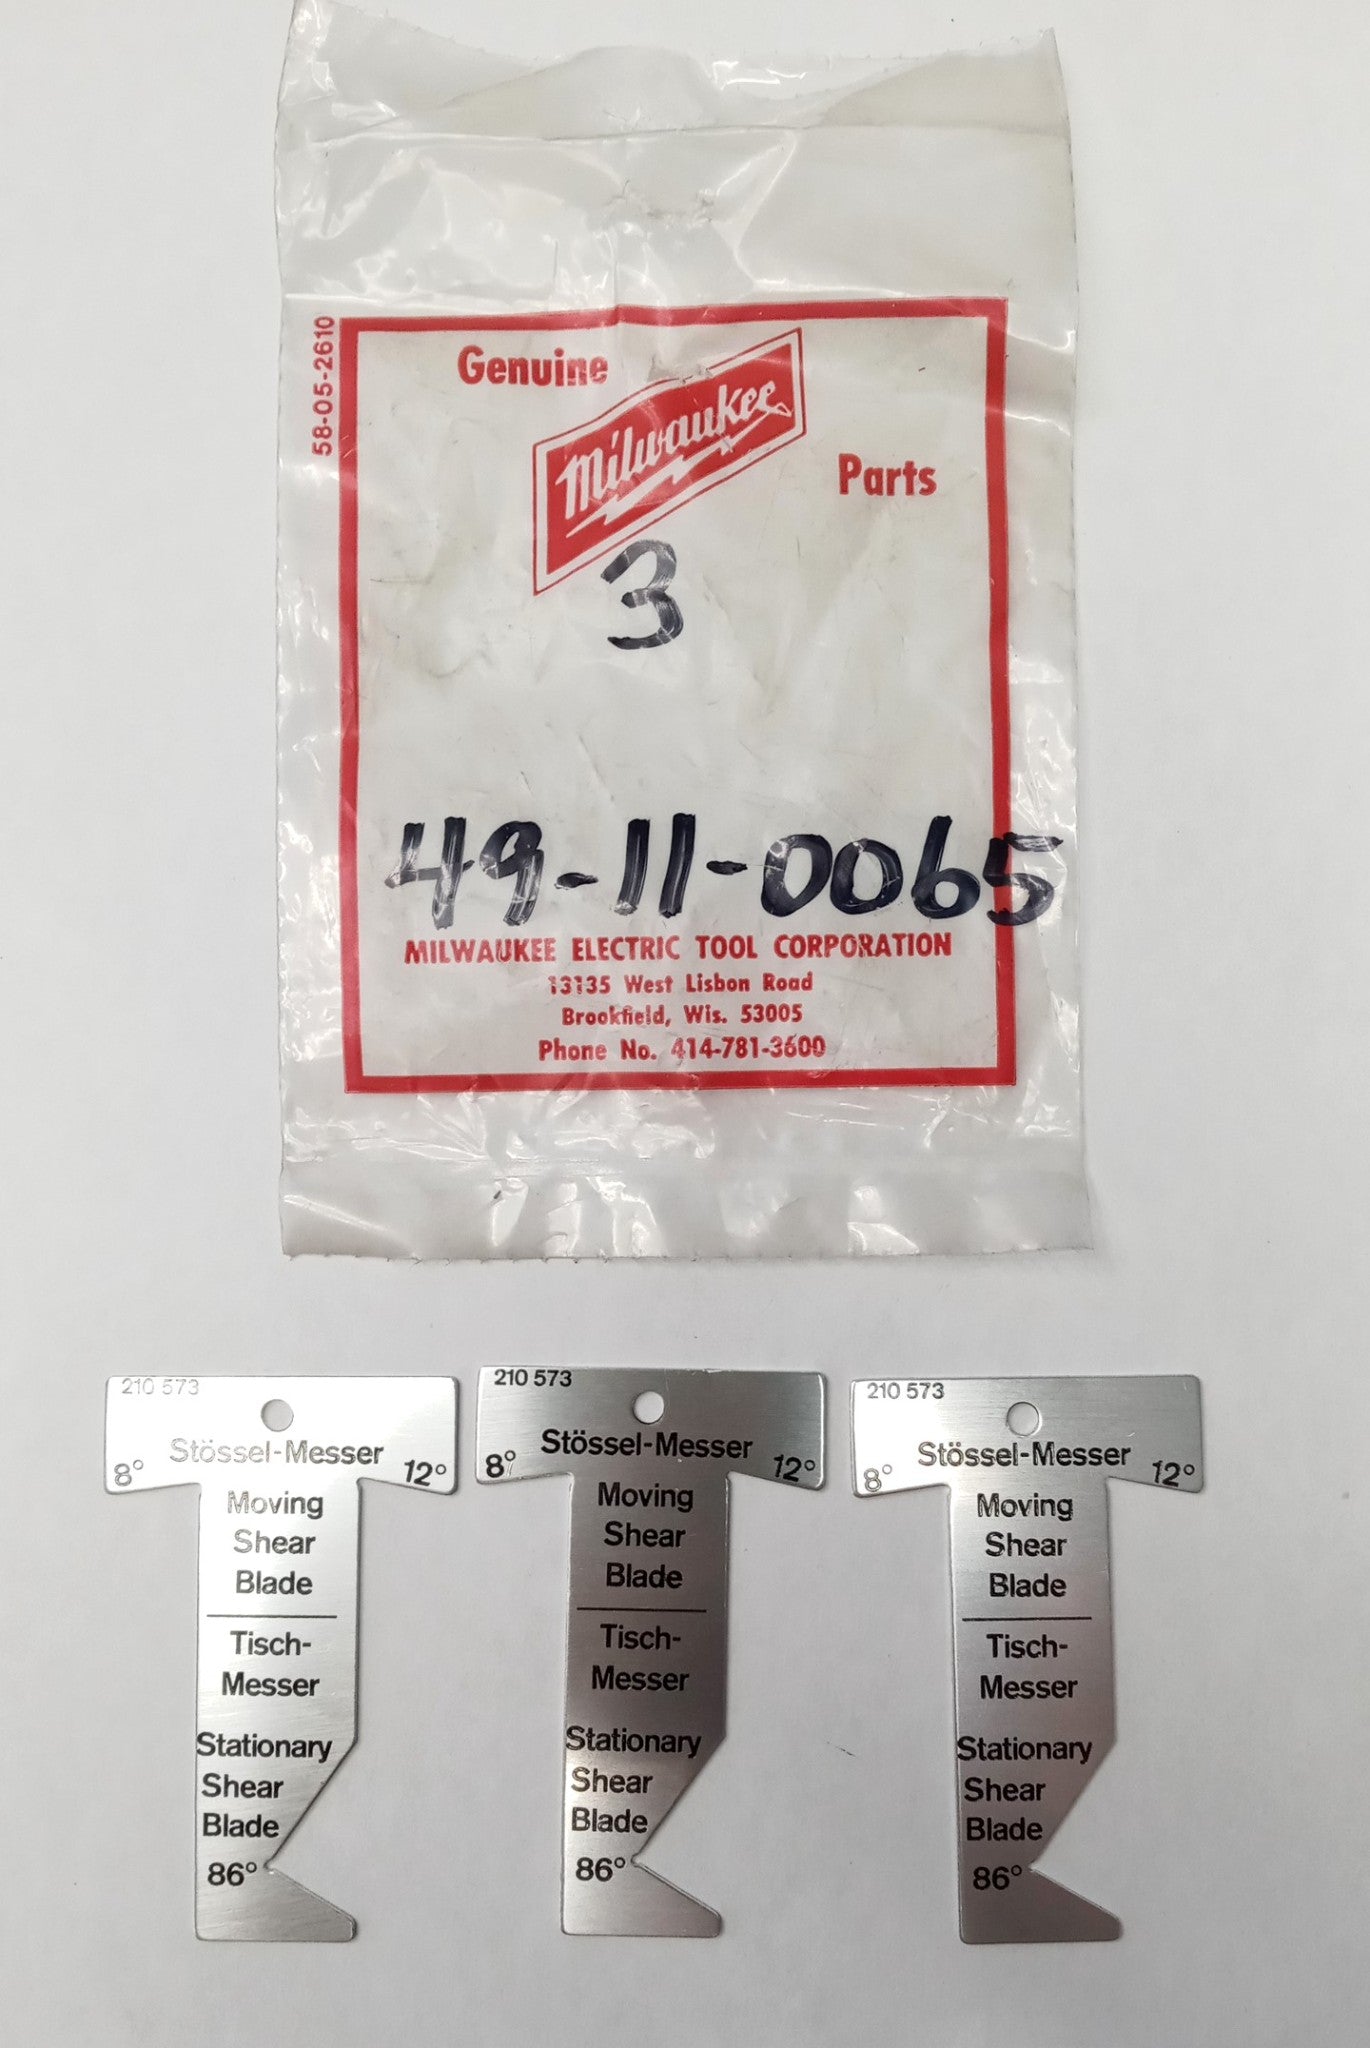 58-05-2610
Genuine
Milwaukee
Parts
3
49-11-0065
MILWAUKEE ELECTRIC TOOL CORPORATION
13135 West Lisbon Road
Brookfield, Wis. 53005
Phone No. 414-781-3600
210 573
Stössel-Messer
8° 12°
Moving
Shear
Blade
Tisch-
Messer
Stationary
Shear
Blade
86°
210 573
Stössel-Messer
8° 12°
Moving
Shear
Blade
Tisch-
Messer
Stationary
Shear
Blade
86°
210 573
Stössel-Messer
8° 12°
Moving
Shear
Blade
Tisch-
Messer
Stationary
Shear
Blade
86°